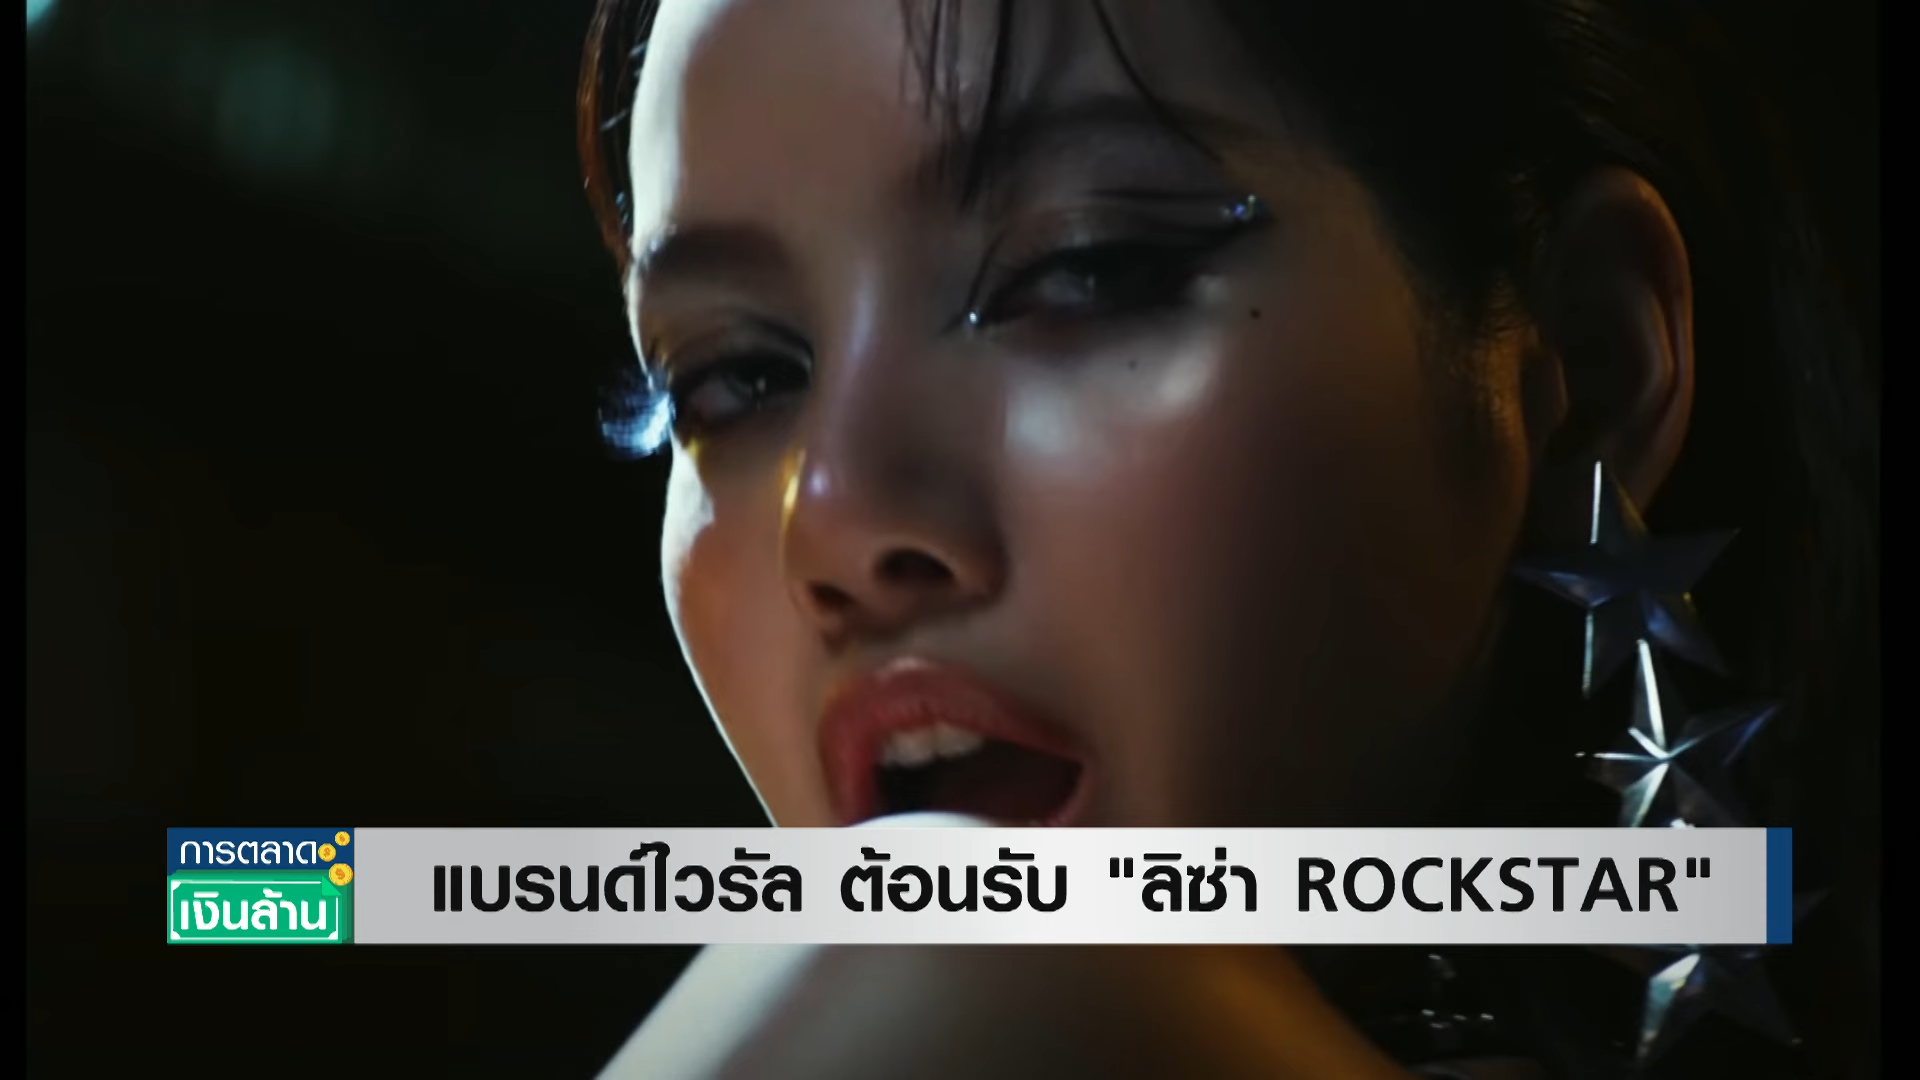 การตลาด
เงินล้าน
แบรนด์ไวรัล ต้อนรับ "ลิซ่า ROCKSTAR"